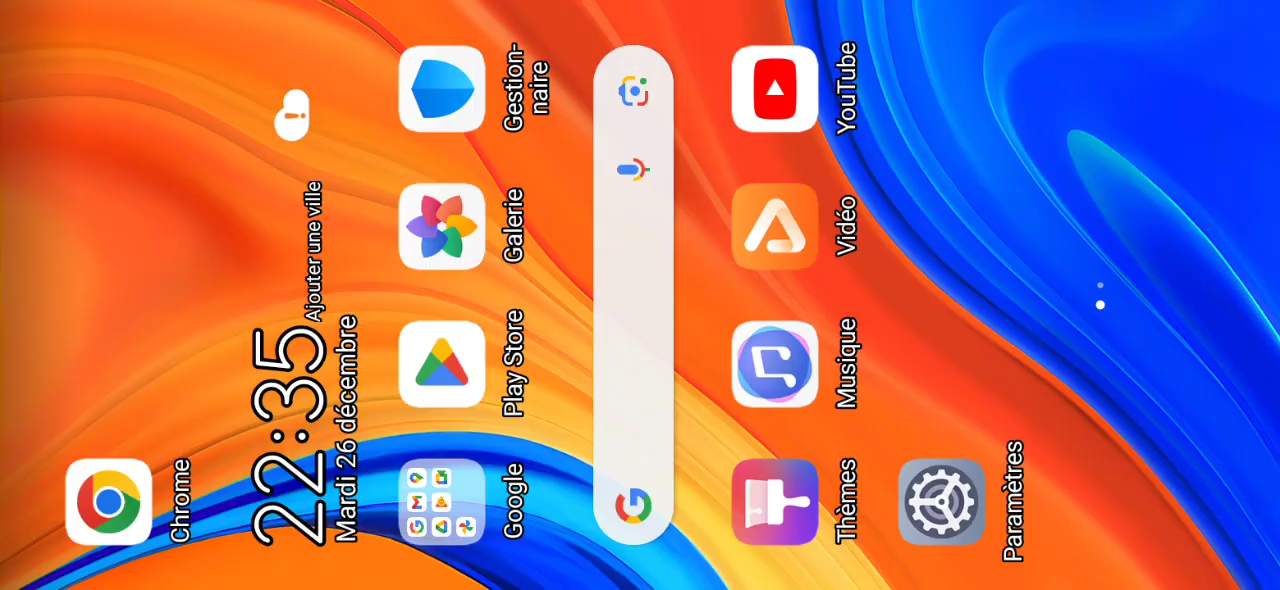 Chrome
22:35
Ajouter une ville
Mardi 26 décembre
Google
Play Store
Galerie
Gestion-
naire
Thèmes
Musique
Vidéo
YouTube
Paramètres